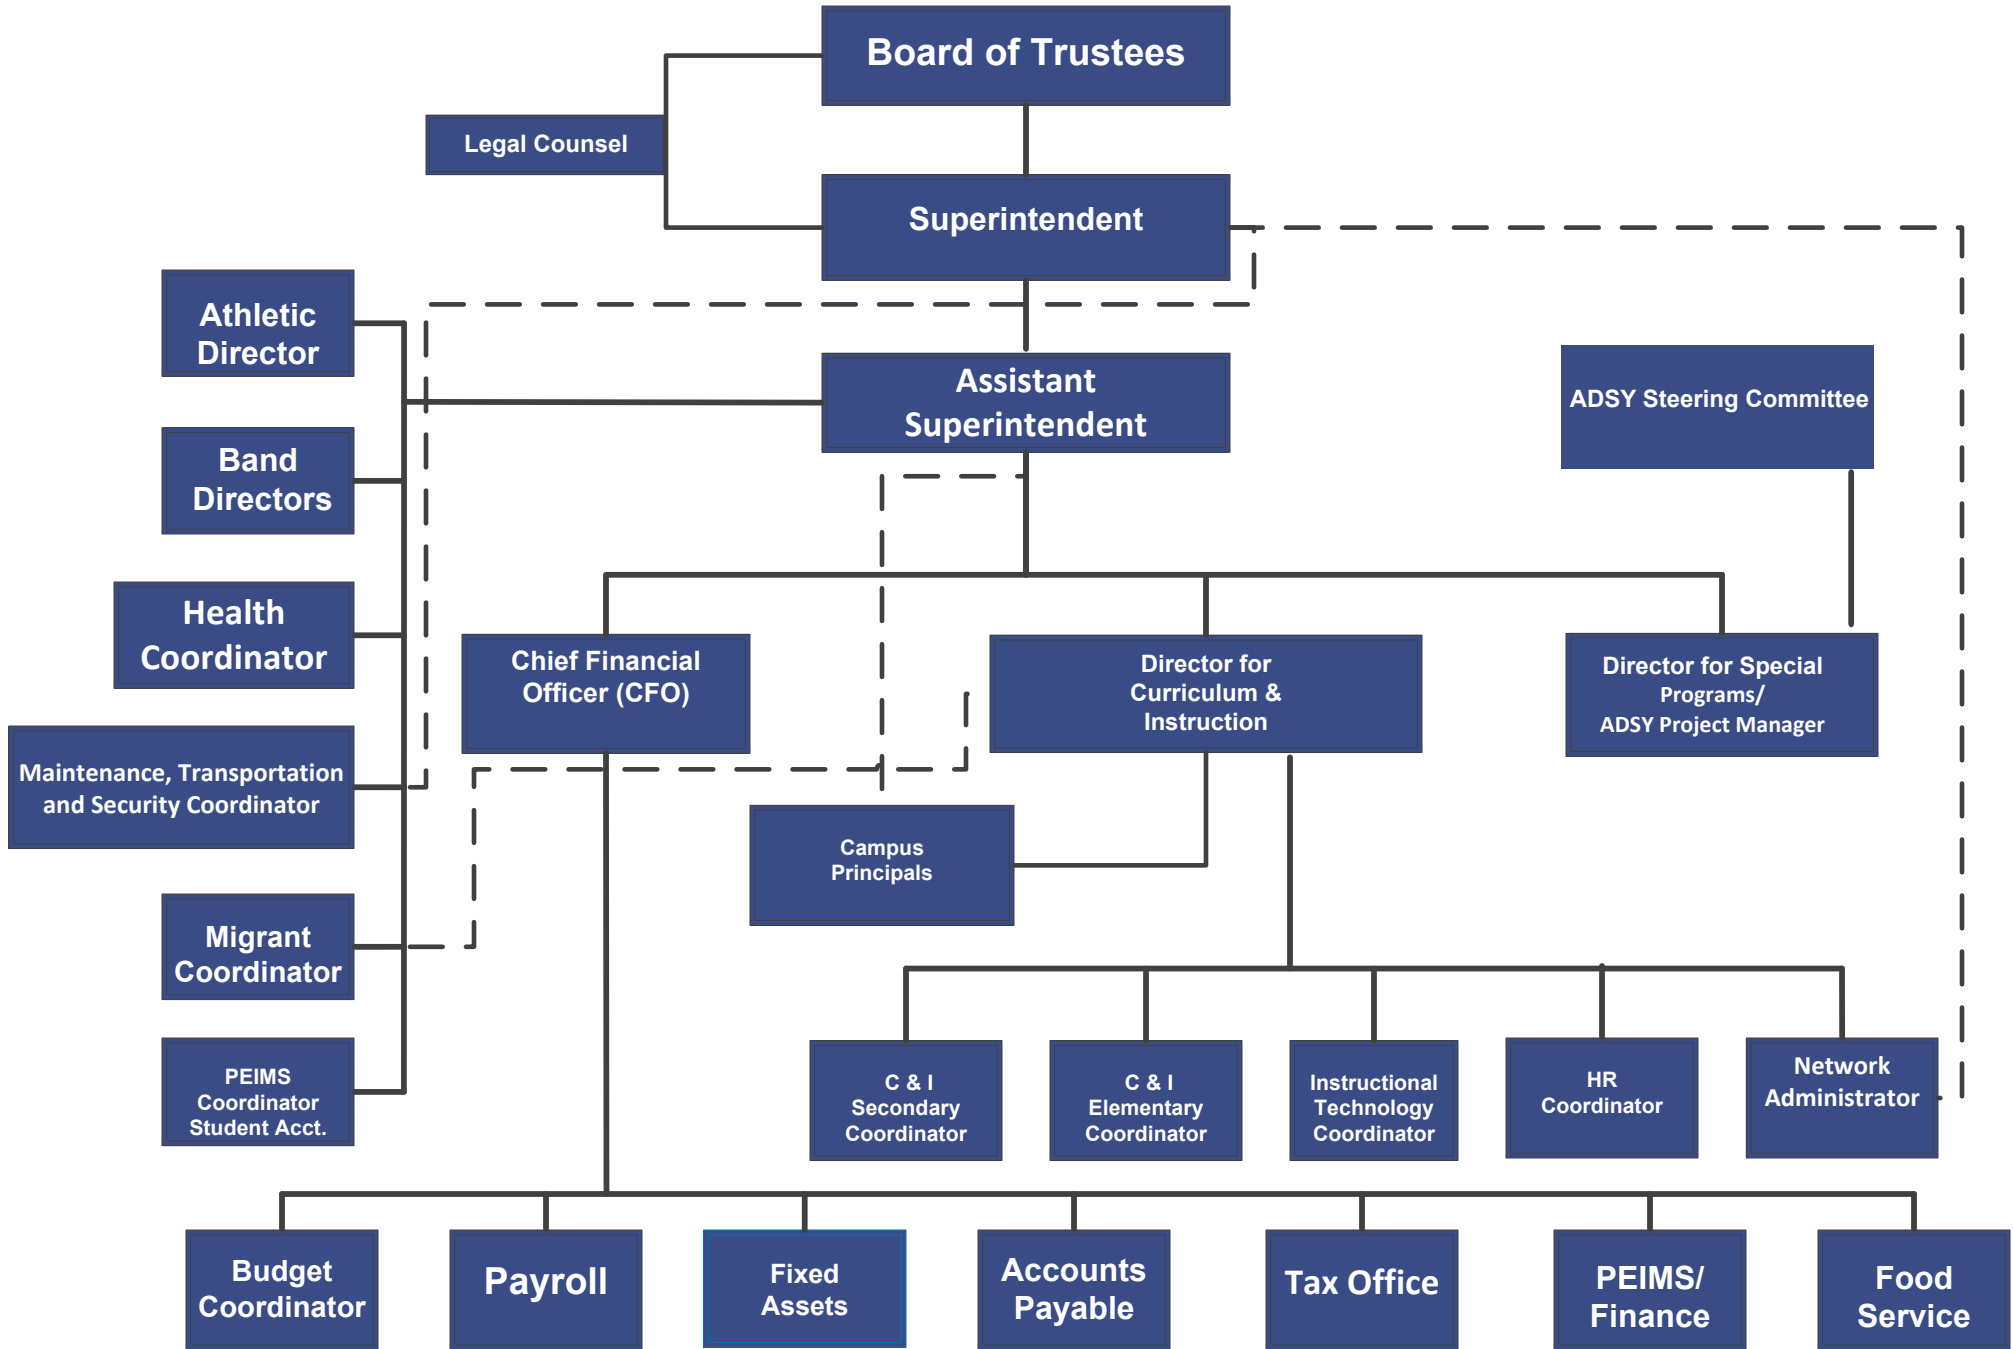 Board of Trustees
Legal Counsel
Superintendent
Athletic
Director
Assistant
Superintendent
ADSY Steering Committee
Band
Directors
Health
Coordinator
Chief Financial
Officer (CFO)
Director for
Curriculum &
Instruction
Director for Special
Programs/
ADSY Project Manager
Maintenance, Transportation
and Security Coordinator
Campus
Principals
Migrant
Coordinator
PEIMS
Coordinator
Student Acct.
C & I
Secondary
Coordinator
C & I
Elementary
Coordinator
Instructional
Technology
Coordinator
HR
Coordinator
Network
Administrator
Budget
Coordinator
Payroll
Fixed
Assets
Accounts
Payable
Tax Office
PEIMS/
Finance
Food
Service